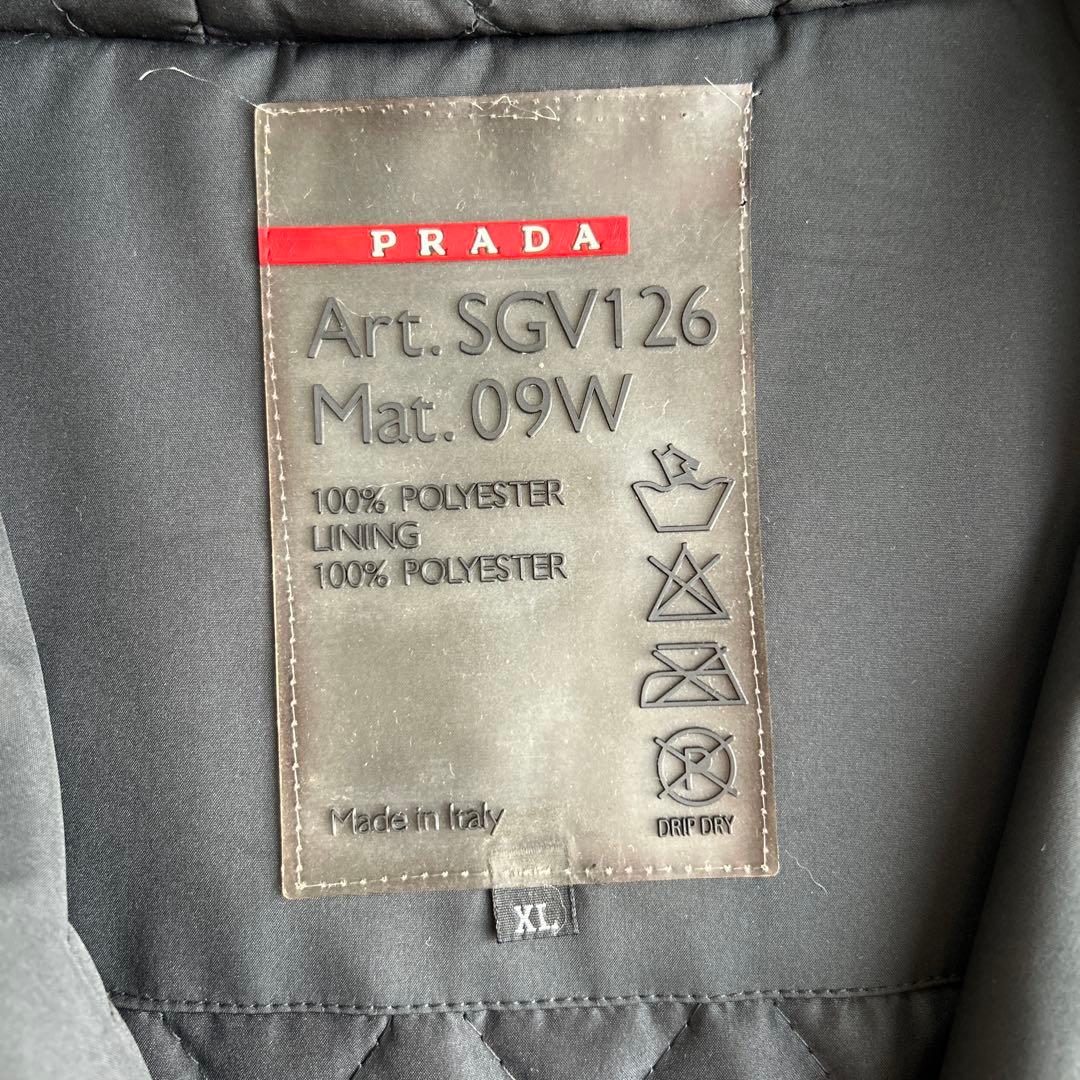 PRADA
Art. SGV126
Mat. 09W
100% POLYESTER
LINING
100% POLYESTER
P
DRIP DRY
Made in Italy
XL